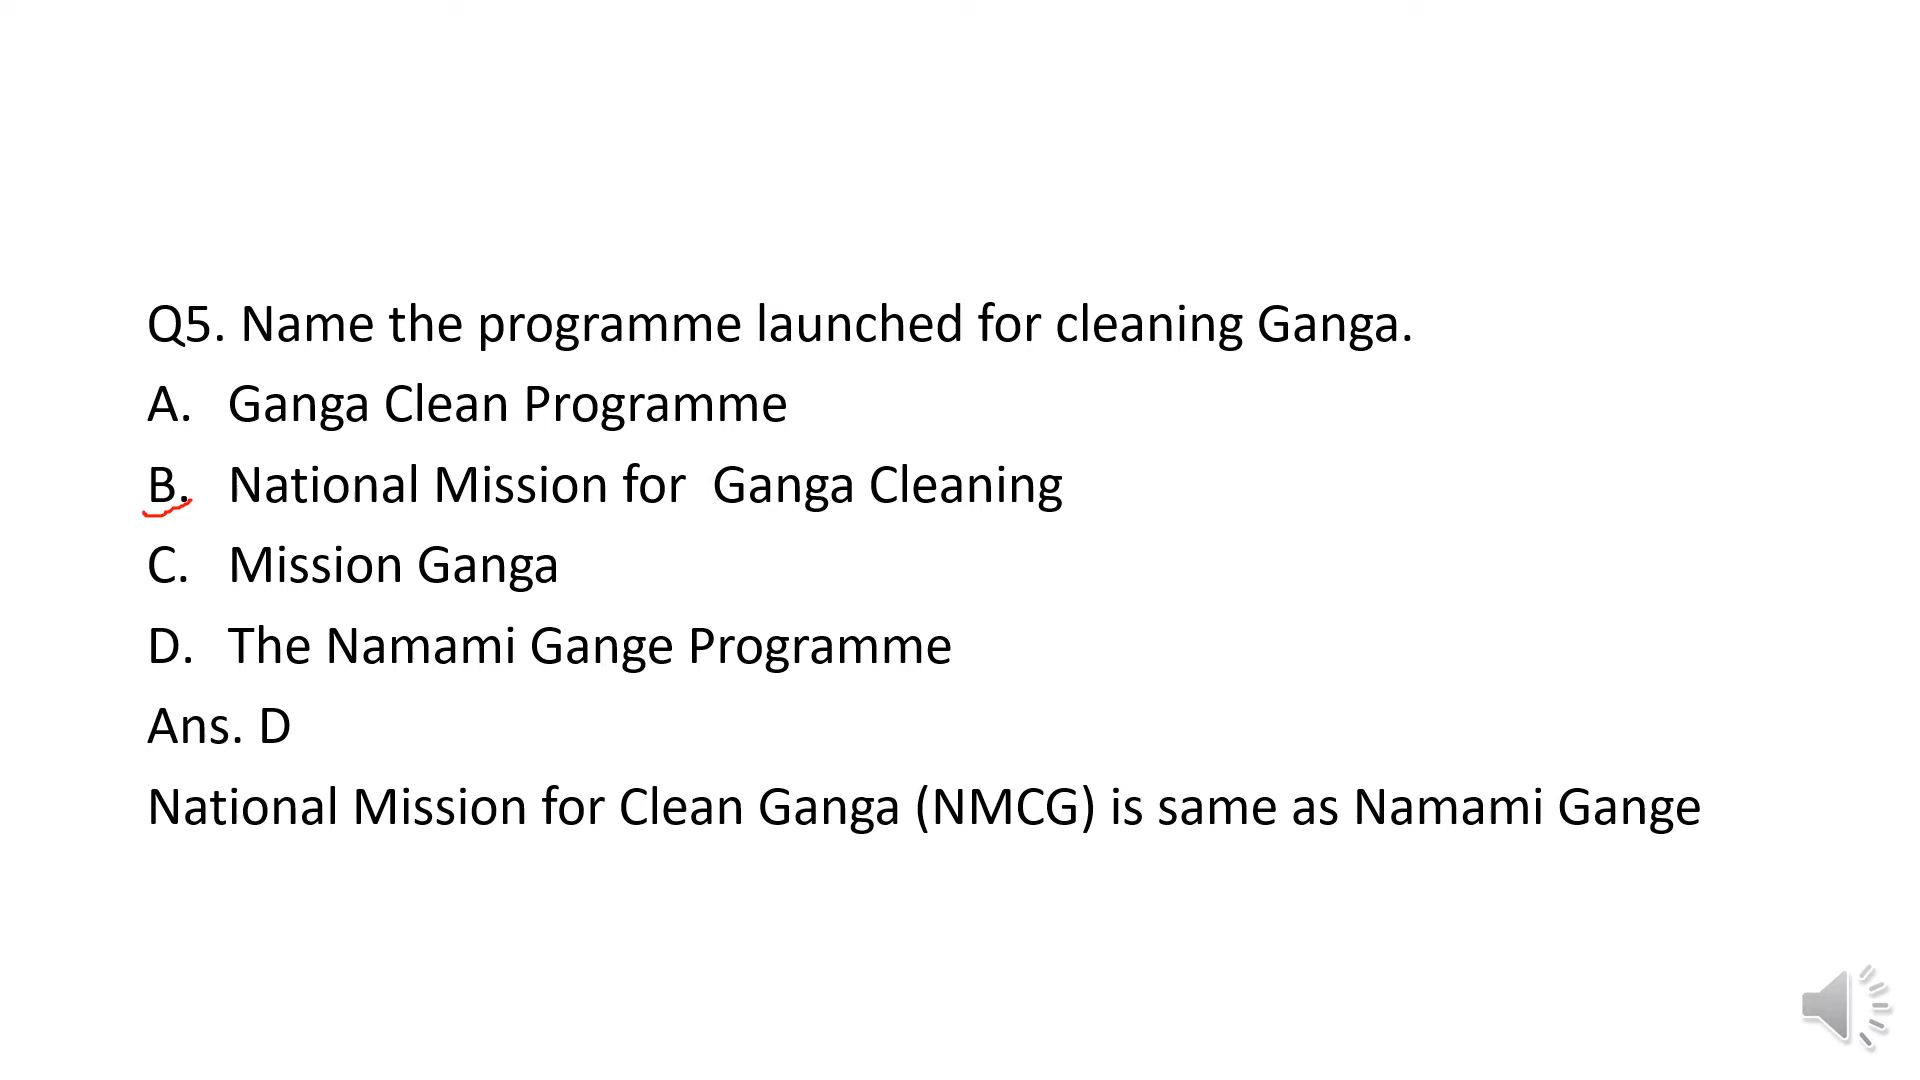 Q5. Name the programme launched for cleaning Ganga.
A. Ganga Clean Programme
B. National Mission for Ganga Cleaning
C. Mission Ganga
D. The Namami Gange Programme
Ans. D
National Mission for Clean Ganga (NMCG) is same as Namami Gange